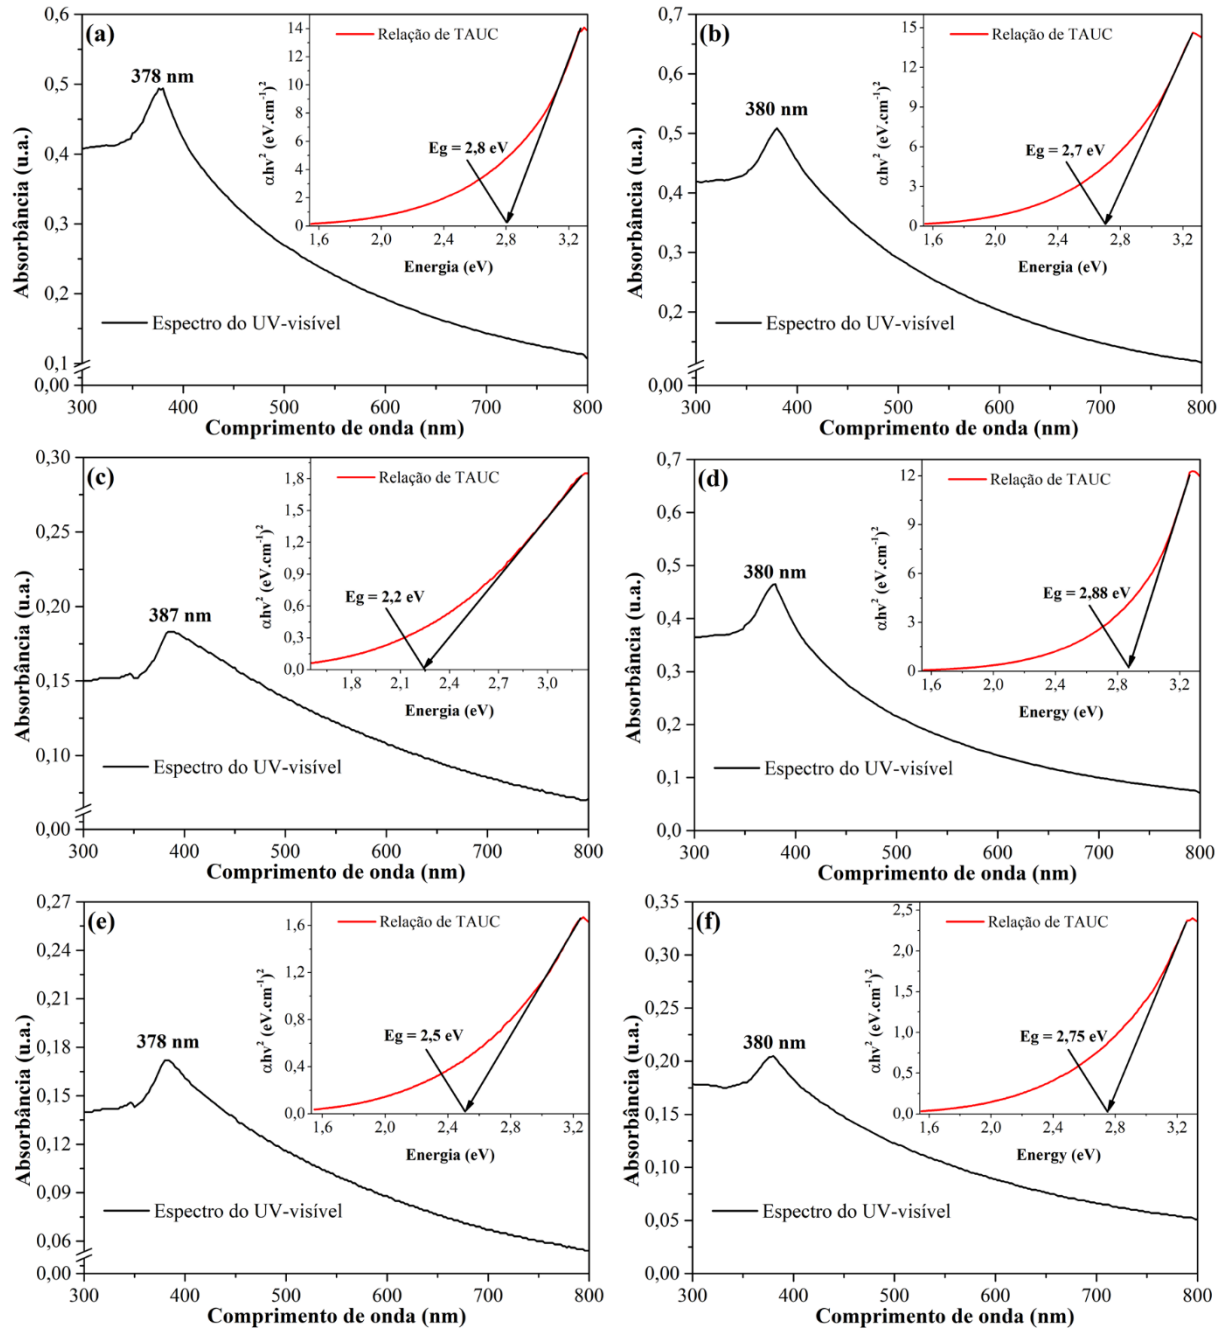 (a)
378 nm
Absorbância (u.a.)
0,6
0,5
0,4
0,3
0,2
0,1
0,00
300 400 500 600 700 800
Comprimento de onda (nm)
Espectro do UV-visível
Relação de TAUC
αhν² (eV.cm⁻¹)²
14
12
10
8
6
4
2
0
Eg = 2,8 eV
1,6 2,0 2,4 2,8 3,2
Energia (eV)
(b)
380 nm
Absorbância (u.a.)
0,7
0,6
0,5
0,4
0,3
0,2
0,00
300 400 500 600 700 800
Comprimento de onda (nm)
Espectro do UV-visível
Relação de TAUC
αhν² (eV.cm⁻¹)²
15
12
9
6
3
0
Eg = 2,7 eV
1,6 2,0 2,4 2,8 3,2
Energia (eV)
(c)
387 nm
Absorbância (u.a.)
0,30
0,25
0,20
0,15
0,10
0,00
300 400 500 600 700 800
Comprimento de onda (nm)
Espectro do UV-visível
Relação de TAUC
αhν² (eV.cm⁻¹)²
1,8
1,5
1,2
0,9
0,6
0,3
0,0
Eg = 2,2 eV
1,8 2,1 2,4 2,7 3,0
Energia (eV)
(d)
380 nm
Absorbância (u.a.)
0,7
0,6
0,5
0,4
0,3
0,2
0,1
0,0
300 400 500 600 700 800
Comprimento de onda (nm)
Espectro do UV-visível
Relação de TAUC
αhν² (eV.cm⁻¹)²
12
9
6
3
0
Eg = 2,88 eV
1,6 2,0 2,4 2,8 3,2
Energy (eV)
(e)
378 nm
Absorbância (u.a.)
0,27
0,24
0,21
0,18
0,15
0,12
0,09
0,06
0,00
300 400 500 600 700 800
Comprimento de onda (nm)
Espectro do UV-visível
Relação de TAUC
αhν² (eV.cm⁻¹)²
1,6
1,2
0,8
0,4
0,0
Eg = 2,5 eV
1,6 2,0 2,4 2,8 3,2
Energia (eV)
(f)
380 nm
Absorbância (u.a.)
0,35
0,30
0,25
0,20
0,15
0,10
0,05
0,00
300 400 500 600 700 800
Comprimento de onda (nm)
Espectro do UV-visível
Relação de TAUC
αhν² (eV.cm⁻¹)²
2,5
2,0
1,5
1,0
0,5
0,0
Eg = 2,75 eV
1,6 2,0 2,4 2,8 3,2
Energy (eV)